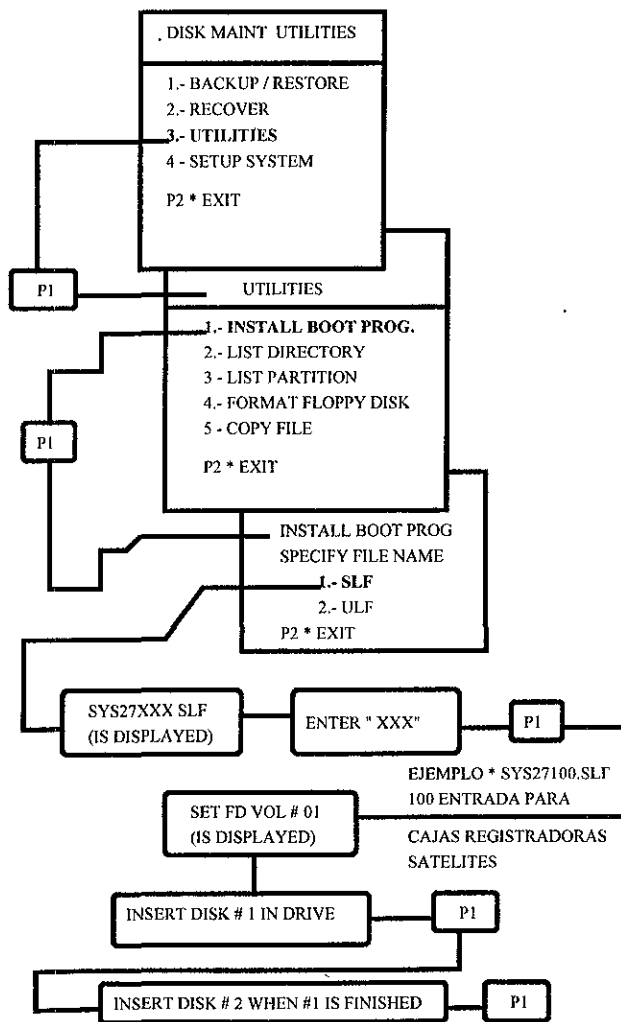 . DISK MAINT UTILITIES
1.- BACKUP / RESTORE
2.- RECOVER
3.- UTILITIES
4 - SETUP SYSTEM
P2 * EXIT
P1
UTILITIES
1.- INSTALL BOOT PROG.
2.- LIST DIRECTORY
3 - LIST PARTITION
4.- FORMAT FLOPPY DISK
5 - COPY FILE
P2 * EXIT
P1
INSTALL BOOT PROG
SPECIFY FILE NAME
1.- SLF
2.- ULF
P2 * EXIT
SYS27XXX SLF
(IS DISPLAYED)
ENTER " XXX"
P1
EJEMPLO * SYS27100.SLF
100 ENTRADA PARA
CAJAS REGISTRADORAS
SATELITES
SET FD VOL # 01
(IS DISPLAYED)
INSERT DISK # 1 IN DRIVE
P1
INSERT DISK # 2 WHEN #1 IS FINISHED
P1